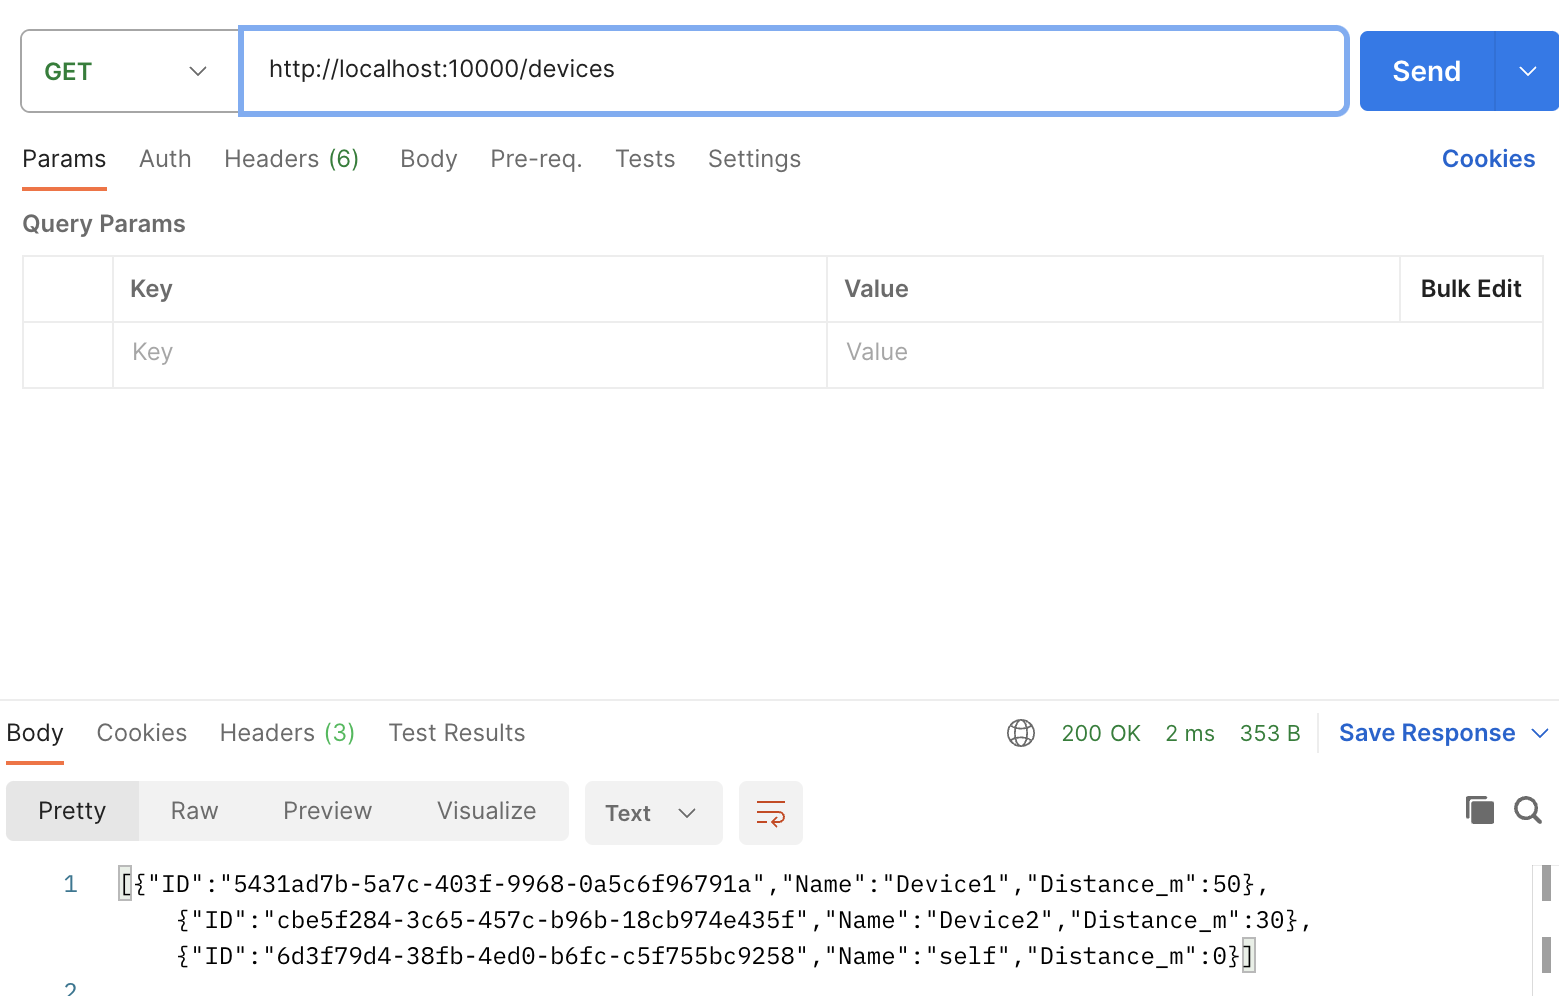 GET http://localhost:10000/devices Send
Params Auth Headers (6) Body Pre-req. Tests Settings Cookies
Query Params
Key Value Bulk Edit
Key Value
Body Cookies Headers (3) Test Results 200 OK 2 ms 353 B Save Response
Pretty Raw Preview Visualize Text
1 [{"ID":"5431ad7b-5a7c-403f-9968-0a5c6f96791a","Name":"Device1","Distance_m":50},
{"ID":"cbe5f284-3c65-457c-b96b-18cb974e435f","Name":"Device2","Distance_m":30},
{"ID":"6d3f79d4-38fb-4ed0-b6fc-c5f755bc9258","Name":"self","Distance_m":0}]
2